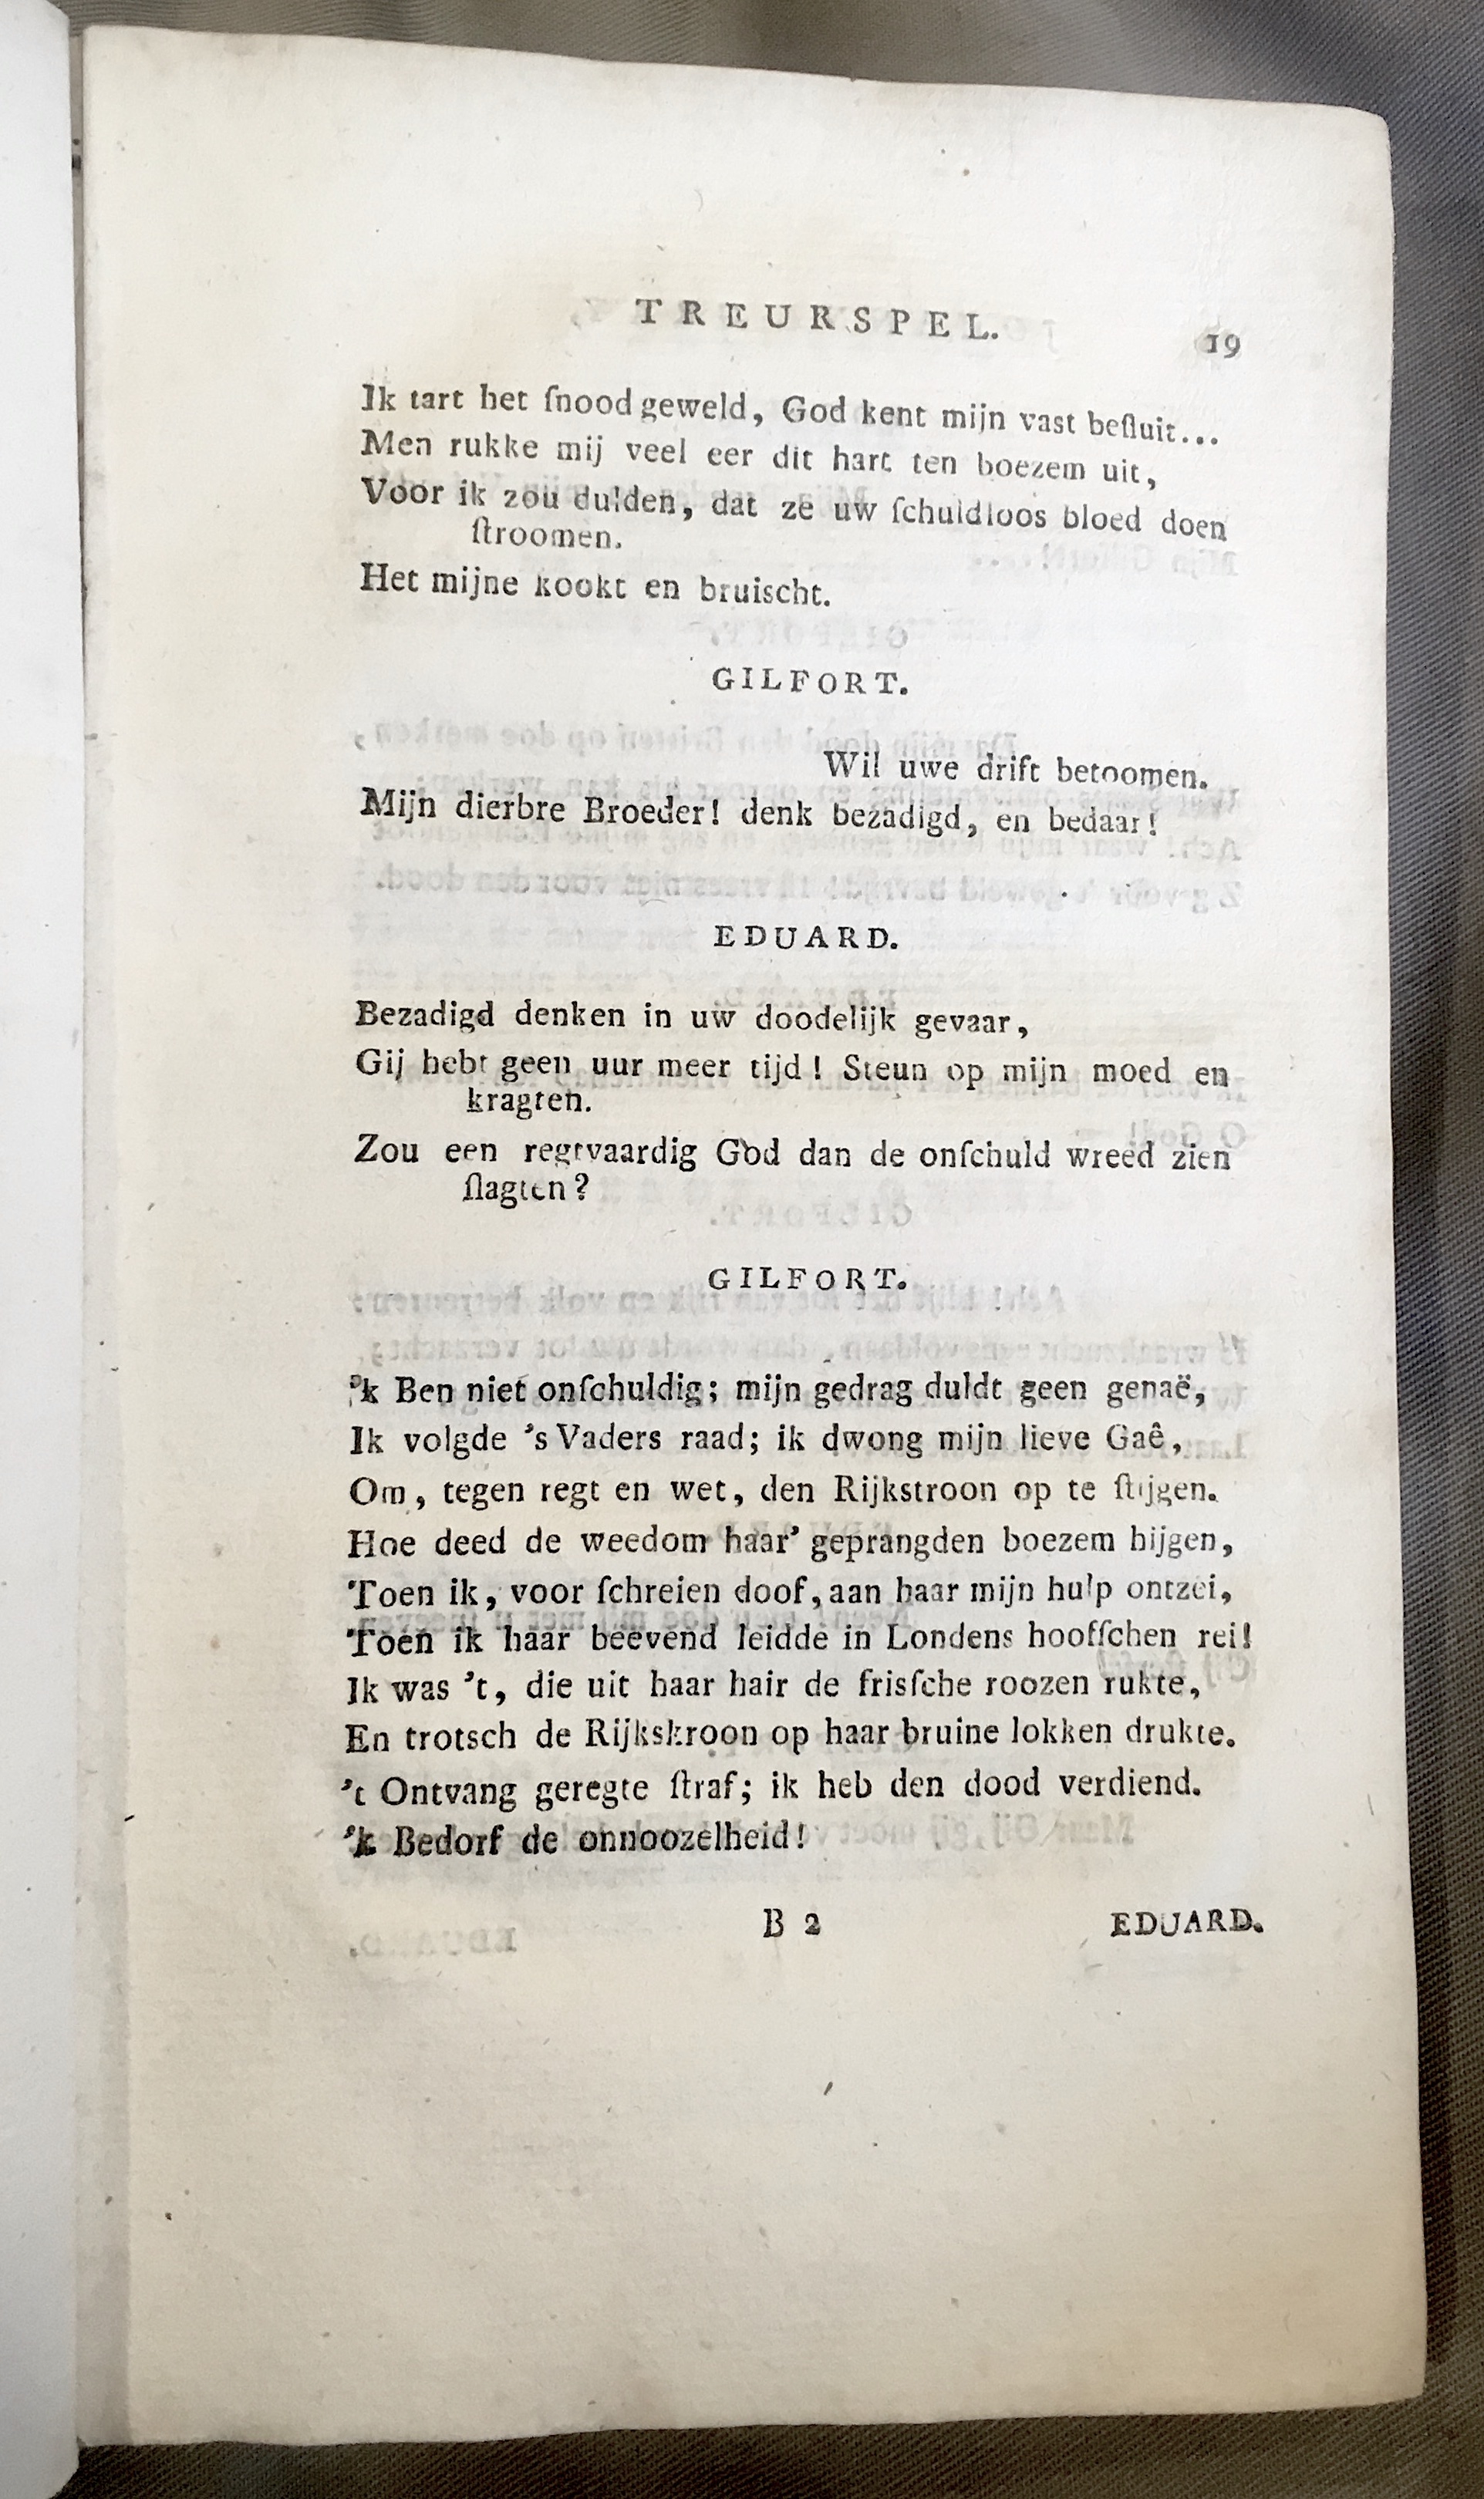 TREURSPEL.
19
Ik tart het ſnood geweld, God kent mijn vast beſluit...
Men rukke mij veel eer dit hart ten boezem uit,
Voor ik zou dulden, dat ze uw ſchuldloos bloed doen
ſtroomen.
Het mijne kookt en bruischt.
GILFORT.
Wil uwe drift betoomen.
Mijn dierbre Broeder! denk bezadigd, en bedaar!
EDUARD.
Bezadigd denken in uw doodelijk gevaar,
Gij hebt geen uur meer tijd! Steun op mijn moed en
kragten.
Zou een regtvaardig God dan de onſchuld wreed zien
ſlagten?
GILFORT.
'k Ben niet onſchuldig; mijn gedrag duldt geen genaë,
Ik volgde 's Vaders raad; ik dwong mijn lieve Gaê,
Om, tegen regt en wet, den Rijkstroon op te ſtijgen.
Hoe deed de weedom haar' geprangden boezem hijgen,
Toen ik, voor ſchreien doof, aan haar mijn hulp ontzei,
Toen ik haar beevend leidde in Londens hoofſchen rei!
Ik was 't, die uit haar hair de frisſche roozen rukte,
En trotsch de Rijkskroon op haar bruine lokken drukte.
't Ontvang geregte ſtraf; ik heb den dood verdiend.
'k Bedorf de onnoozelheid!
B 2
EDUARD.